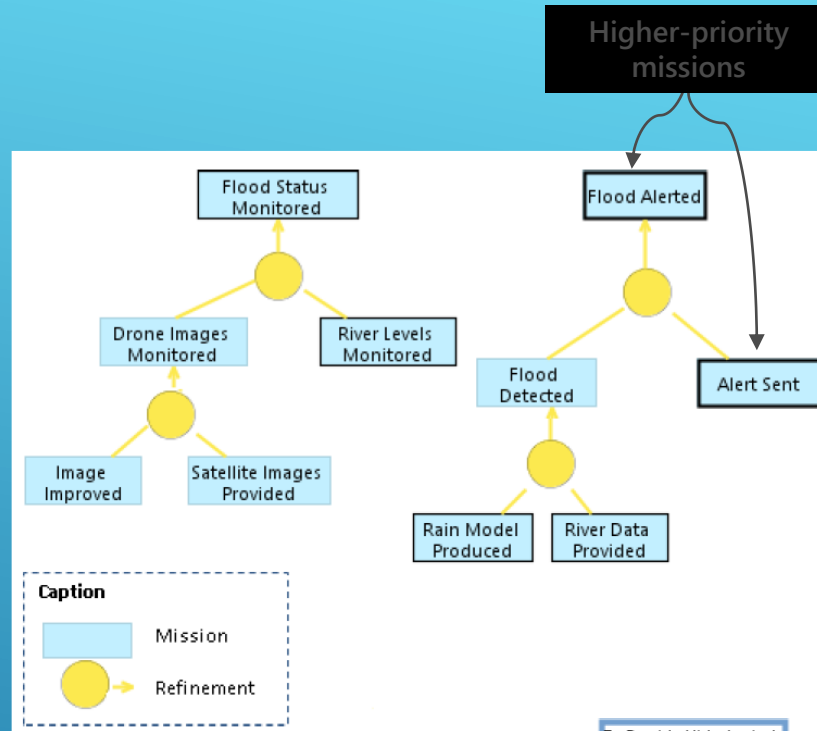 Higher-priority
missions
Flood Status
Monitored
Flood Alerted
Drone Images
Monitored
River Levels
Monitored
Flood
Detected
Alert Sent
Image
Improved
Satellite Images
Provided
Rain Model
Produced
River Data
Provided
Caption
Mission
Refinement